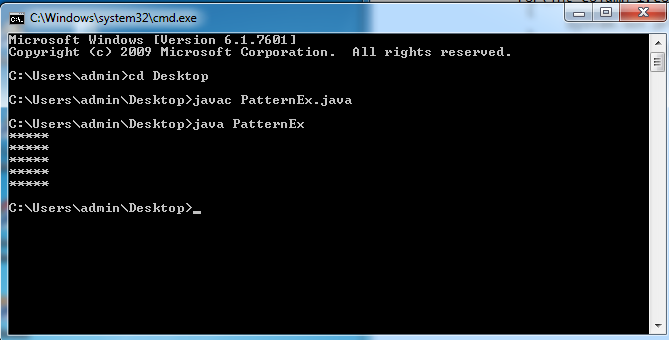 C:\Windows\system32\cmd.exe
Microsoft Windows [Version 6.1.7601]
Copyright (c) 2009 Microsoft Corporation.  All rights reserved.
C:\Users\admin>cd Desktop
C:\Users\admin\Desktop>javac PatternEx.java
C:\Users\admin\Desktop>java PatternEx
*****
*****
*****
*****
*****
C:\Users\admin\Desktop>_